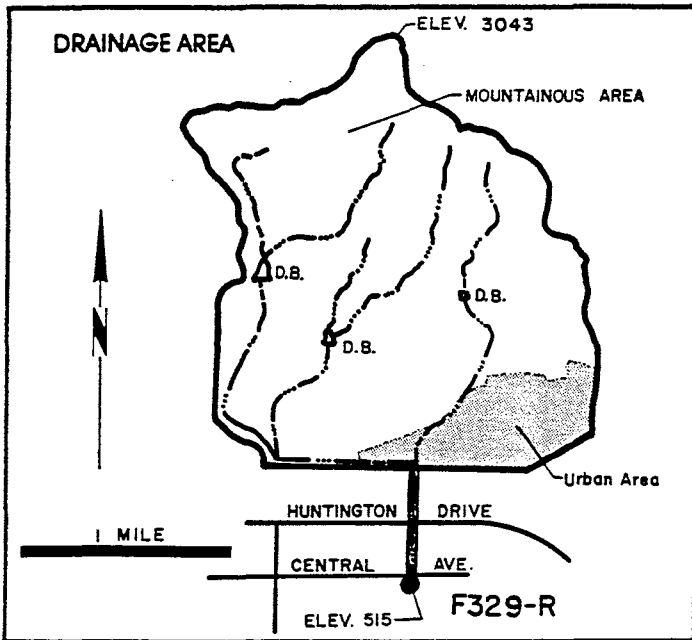 ELEV. 3043
DRAINAGE AREA
MOUNTAINOUS AREA
D.B.
D.B.
D.B.
N
Urban Area
HUNTINGTON DRIVE
1 MILE
CENTRAL AVE.
F329-R
ELEV. 515